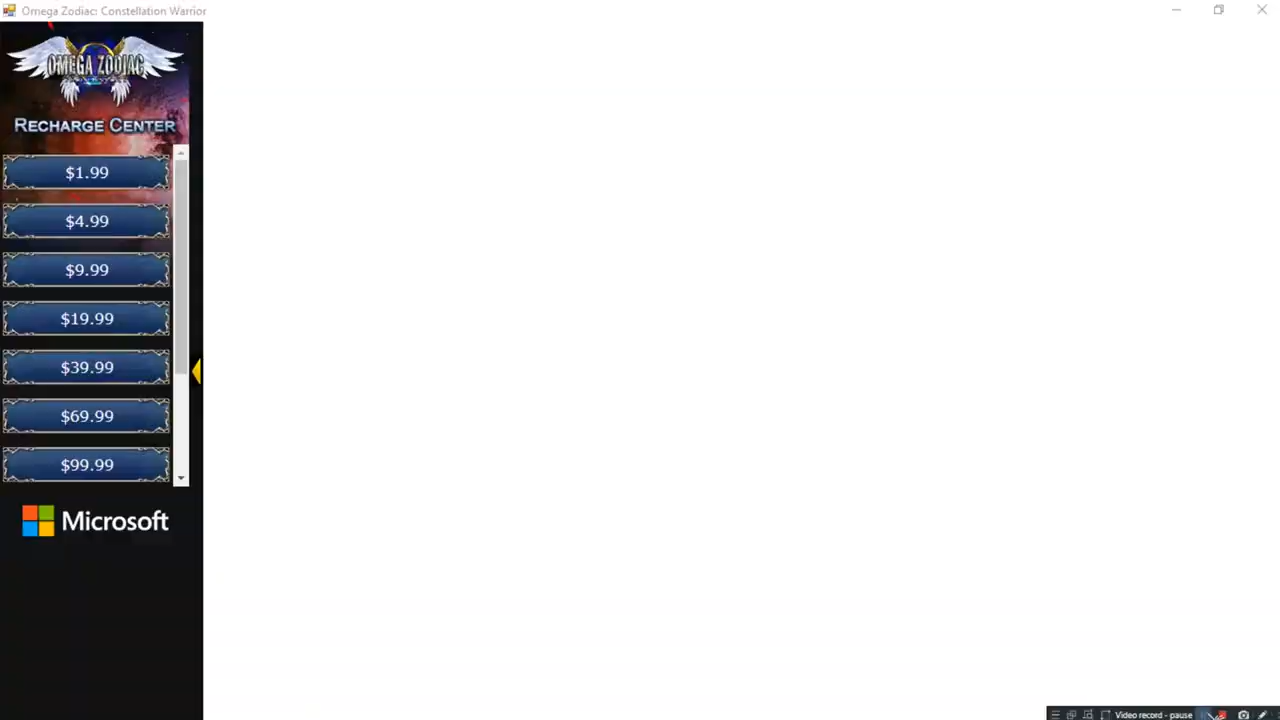 Omega Zodiac: Constellation Warrior
OMEGA ZODIAC
RECHARGE CENTER
$1.99
$4.99
$9.99
$19.99
$39.99
$69.99
$99.99
Microsoft
Video record - pause